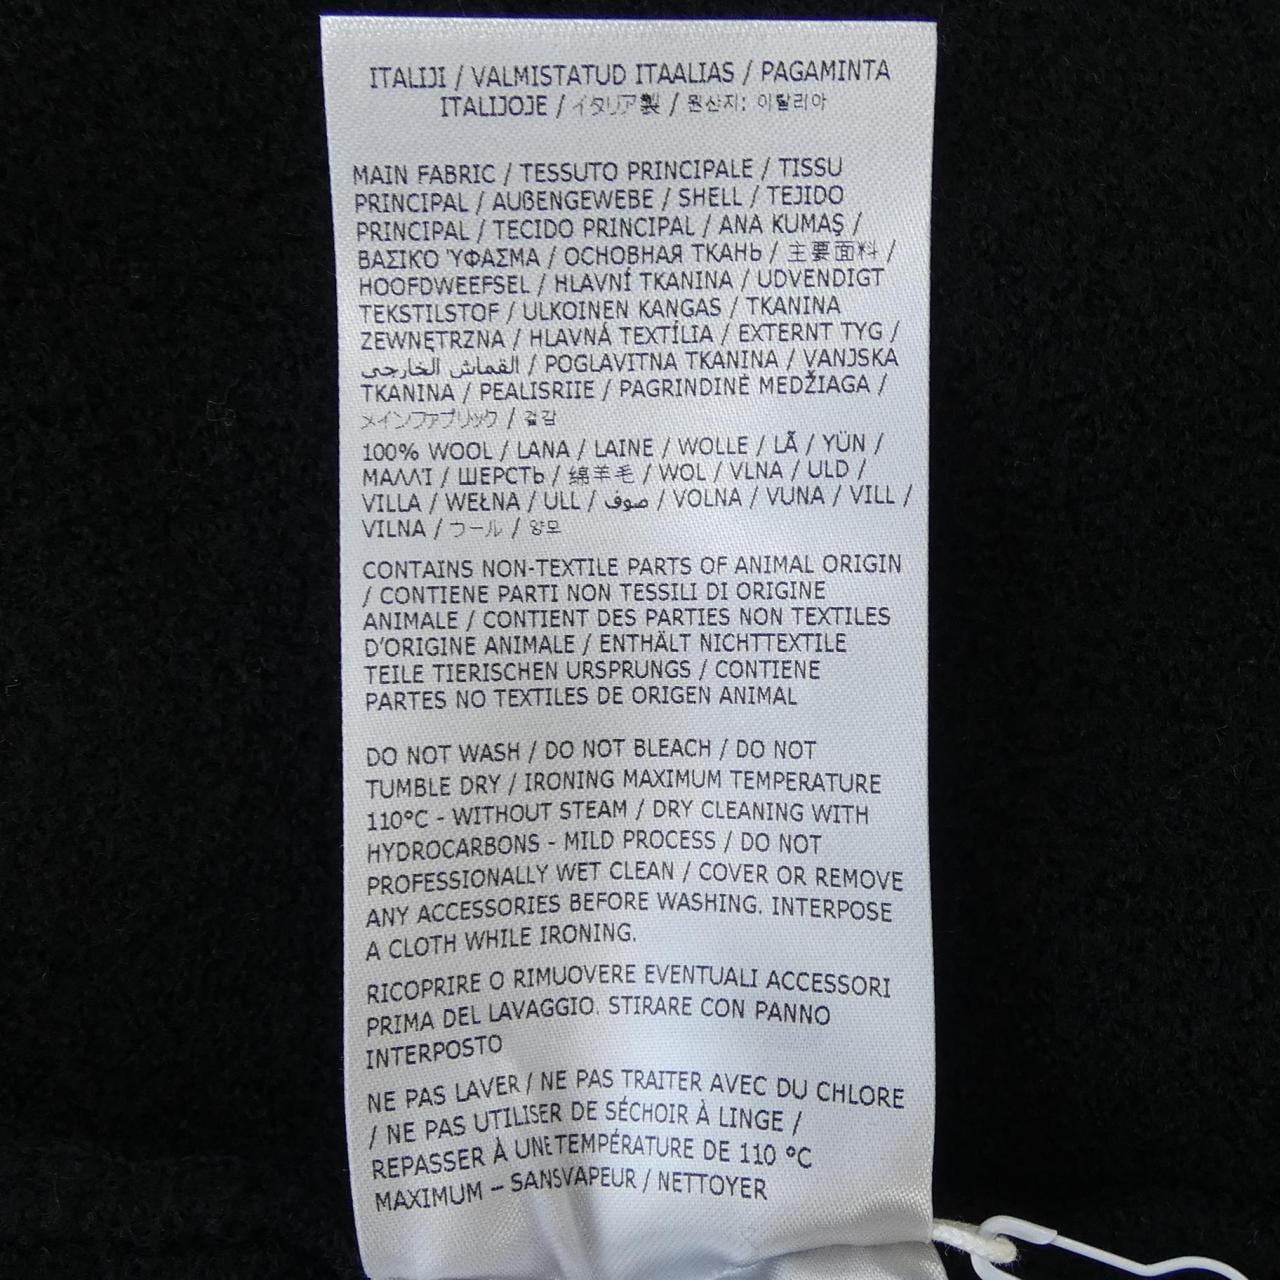 ITALIJI / VALMISTATUD ITAALIAS / PAGAMINTA
ITALIJOJE / イタリア製 / 원산지: 이탈리아
MAIN FABRIC / TESSUTO PRINCIPALE / TISSU
PRINCIPAL / AUßENGEWEBE / SHELL / TEJIDO
PRINCIPAL / TECIDO PRINCIPAL / ANA KUMAŞ /
ΒΑΣΙΚΟ ΎΦΑΣΜΑ / ОСНОВНАЯ ТКАНЬ / 主要面料 /
HOOFDWEEFSEL / HLAVNÍ TKANINA / UDVENDIGT
TEKSTILSTOF / ULKOINEN KANGAS / TKANINA
ZEWNĘTRZNA / HLAVNÁ TEXTÍLIA / EXTERNT TYG /
القماش الخارجي / POGLAVITNA TKANINA / VANJSKA
TKANINA / PEALISRIIE / PAGRINDINĖ MEDŽIAGA /
メインファブリック / 겉감
100% WOOL / LANA / LAINE / WOLLE / LÃ / YÜN /
ΜΑΛΛΊ / ШЕРСТЬ / 绵羊毛 / WOL / VLNA / ULD /
VILLA / WEŁNA / ULL / صوف / VOLNA / VUNA / VILL /
VILNA / ウール / 양모
CONTAINS NON-TEXTILE PARTS OF ANIMAL ORIGIN
/ CONTIENE PARTI NON TESSILI DI ORIGINE
ANIMALE / CONTIENT DES PARTIES NON TEXTILES
D'ORIGINE ANIMALE / ENTHÄLT NICHTTEXTILE
TEILE TIERISCHEN URSPRUNGS / CONTIENE
PARTES NO TEXTILES DE ORIGEN ANIMAL
DO NOT WASH / DO NOT BLEACH / DO NOT
TUMBLE DRY / IRONING MAXIMUM TEMPERATURE
110°C - WITHOUT STEAM / DRY CLEANING WITH
HYDROCARBONS - MILD PROCESS / DO NOT
PROFESSIONALLY WET CLEAN / COVER OR REMOVE
ANY ACCESSORIES BEFORE WASHING. INTERPOSE
A CLOTH WHILE IRONING.
RICOPRIRE O RIMUOVERE EVENTUALI ACCESSORI
PRIMA DEL LAVAGGIO. STIRARE CON PANNO
INTERPOSTO
NE PAS LAVER / NE PAS TRAITER AVEC DU CHLORE
/ NE PAS UTILISER DE SÉCHOIR À LINGE /
REPASSER À UNE TEMPÉRATURE DE 110 °C
MAXIMUM – SANS VAPEUR / NETTOYER